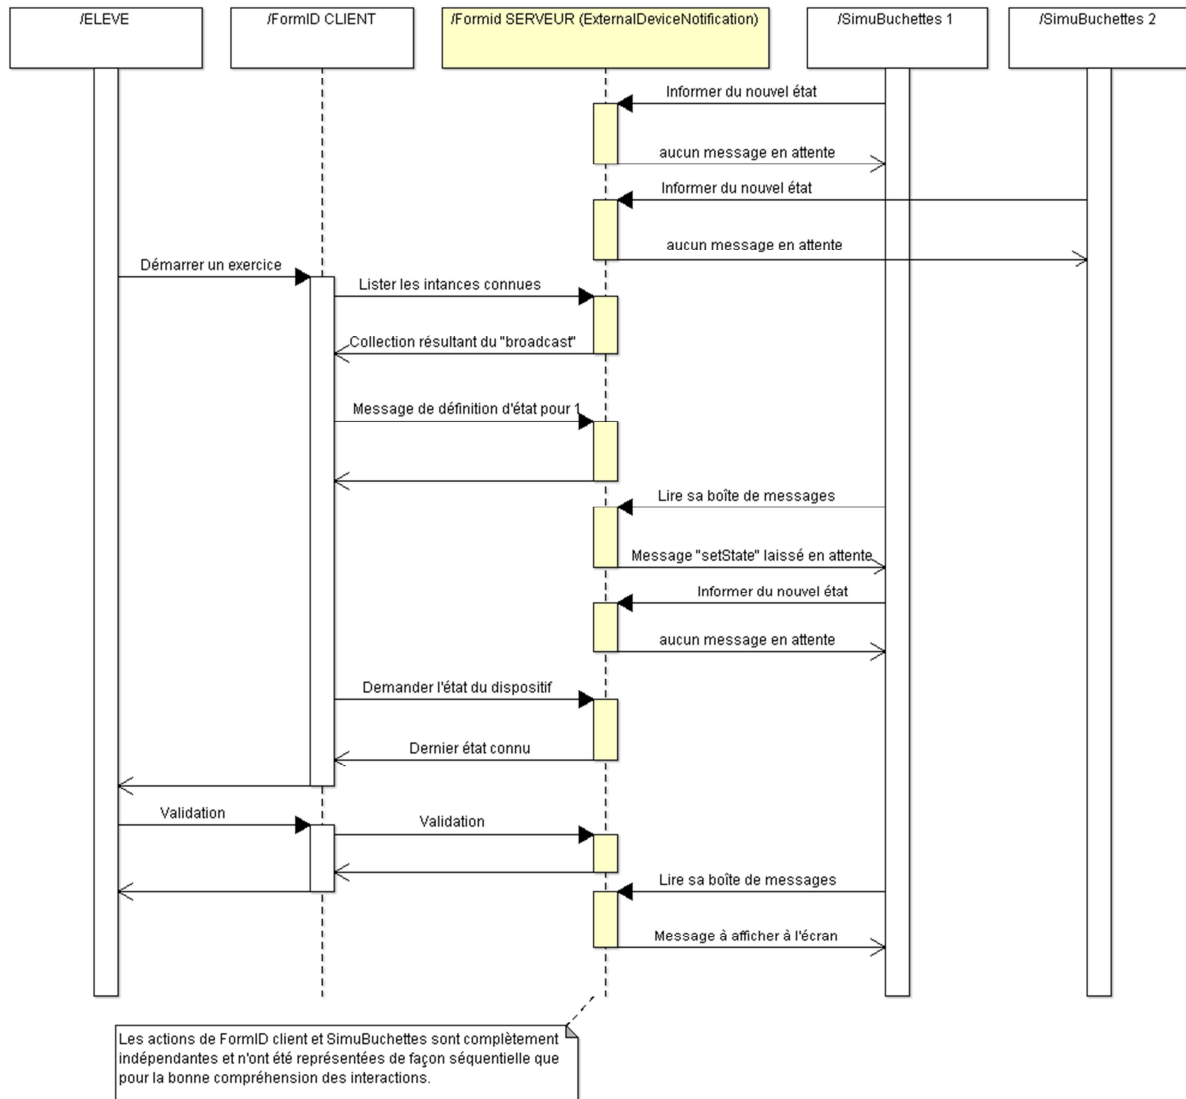 /ELEVE
/FormID CLIENT
/Formid SERVEUR (ExternalDeviceNotification)
/SimuBuchettes 1
/SimuBuchettes 2
Informer du nouvel état
aucun message en attente
Informer du nouvel état
aucun message en attente
Démarrer un exercice
Lister les intances connues
Collection résultant du "broadcast"
Message de définition d'état pour 1
Lire sa boîte de messages
Message "setState" laissé en attente
Informer du nouvel état
aucun message en attente
Demander l'état du dispositif
Dernier état connu
Validation
Validation
Lire sa boîte de messages
Message à afficher à l'écran
Les actions de FormID client et SimuBuchettes sont complètement
indépendantes et n'ont été représentées de façon séquentielle que
pour la bonne compréhension des interactions.